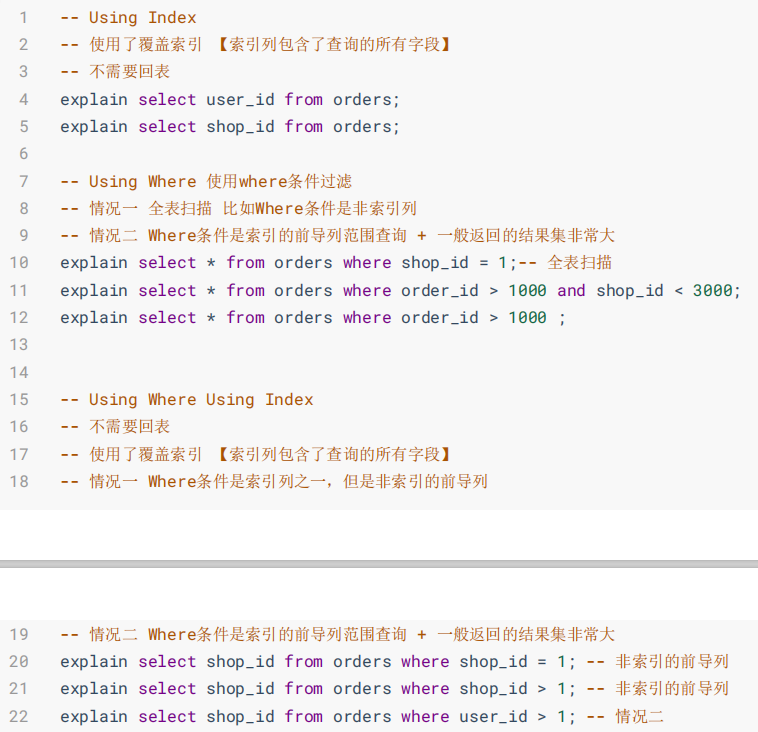 1 -- Using Index
2 -- 使用了覆盖索引 【索引列包含了查询的所有字段】
3 -- 不需要回表
4 explain select user_id from orders;
5 explain select shop_id from orders;
6
7 -- Using Where 使用where条件过滤
8 -- 情况一 全表扫描 比如Where条件是非索引列
9 -- 情况二 Where条件是索引的前导列范围查询 + 一般返回的结果集非常大
10 explain select * from orders where shop_id = 1;-- 全表扫描
11 explain select * from orders where order_id > 1000 and shop_id < 3000;
12 explain select * from orders where order_id > 1000 ;
13
14
15 -- Using Where Using Index
16 -- 不需要回表
17 -- 使用了覆盖索引 【索引列包含了查询的所有字段】
18 -- 情况一 Where条件是索引列之一，但是非索引的前导列
19 -- 情况二 Where条件是索引的前导列范围查询 + 一般返回的结果集非常大
20 explain select shop_id from orders where shop_id = 1; -- 非索引的前导列
21 explain select shop_id from orders where shop_id > 1; -- 非索引的前导列
22 explain select shop_id from orders where user_id > 1; -- 情况二